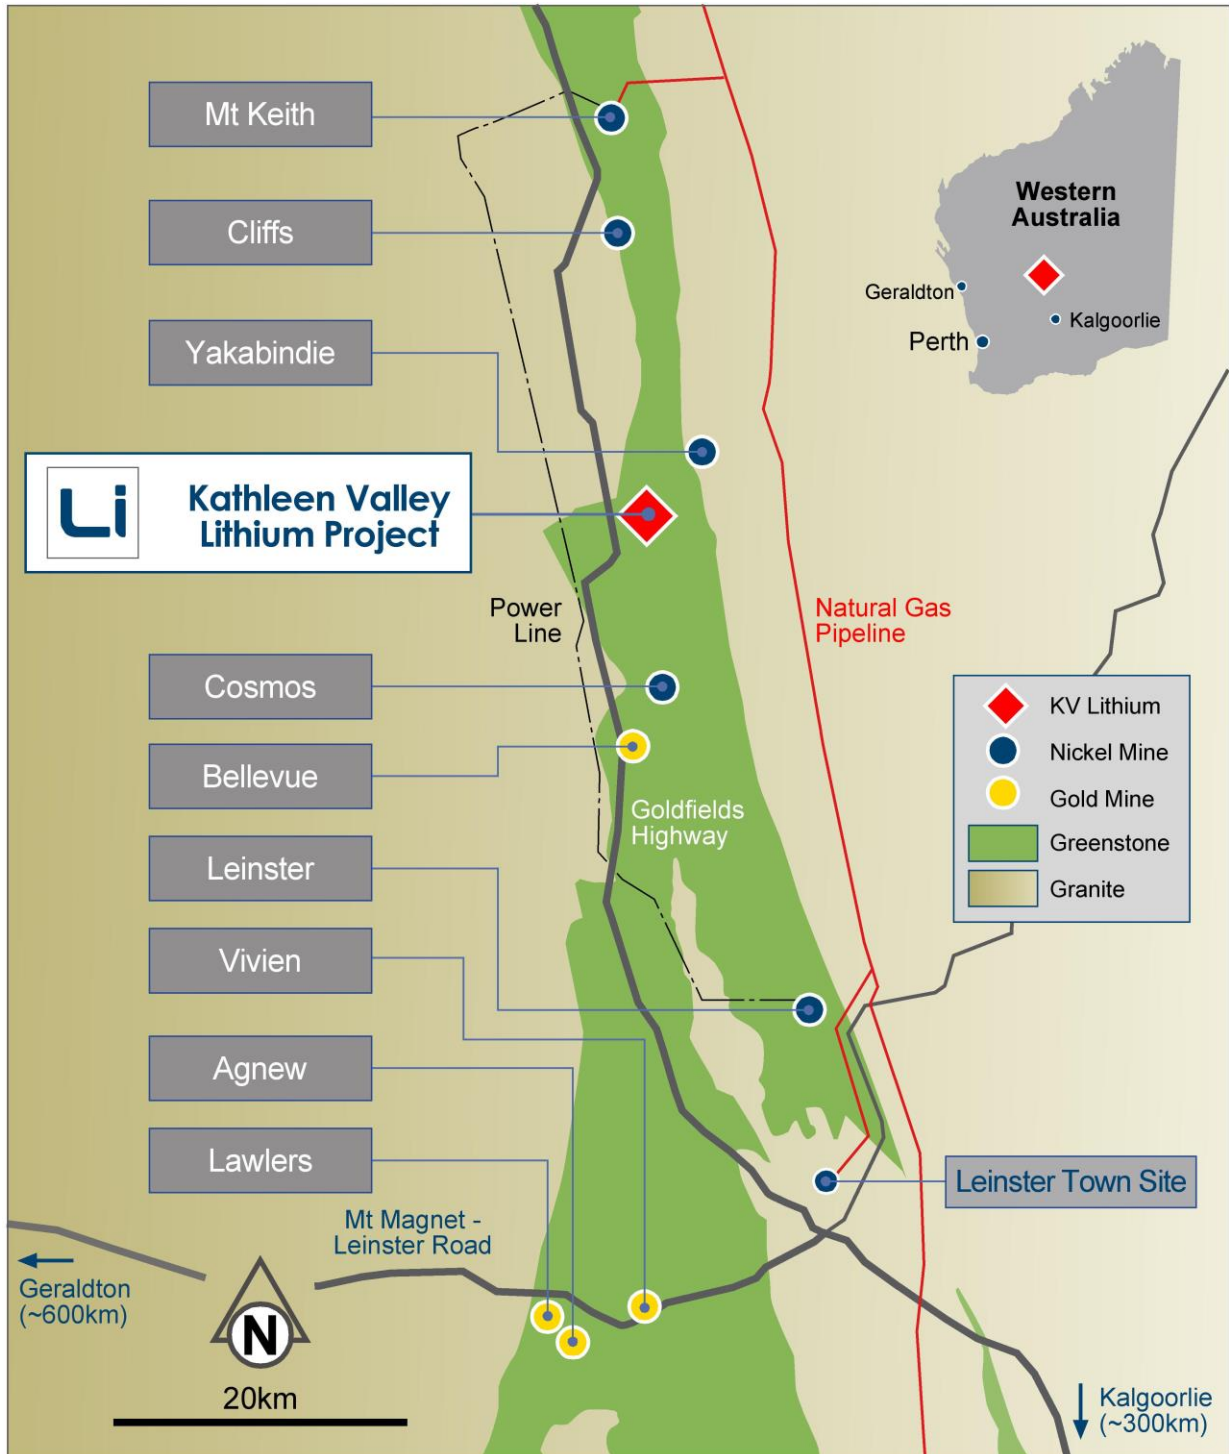 Mt Keith
Cliffs
Yakabindie
Western
Australia
Geraldton
Kalgoorlie
Perth
Li
Kathleen Valley
Lithium Project
Power
Line
Natural Gas
Pipeline
Cosmos
Bellevue
Leinster
Vivien
Agnew
Lawlers
Goldfields
Highway
KV Lithium
Nickel Mine
Gold Mine
Greenstone
Granite
Leinster Town Site
Mt Magnet -
Leinster Road
Geraldton
(~600km)
N
20km
Kalgoorlie
(~300km)